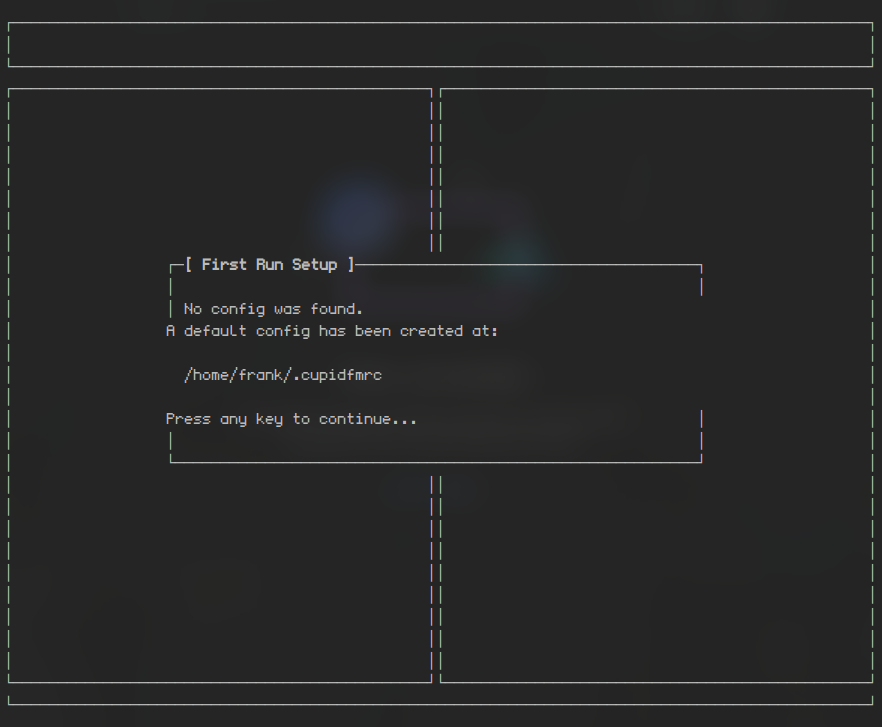 [ First Run Setup ]
No config was found.
A default config has been created at:
/home/frank/.cupidfmrc
Press any key to continue...